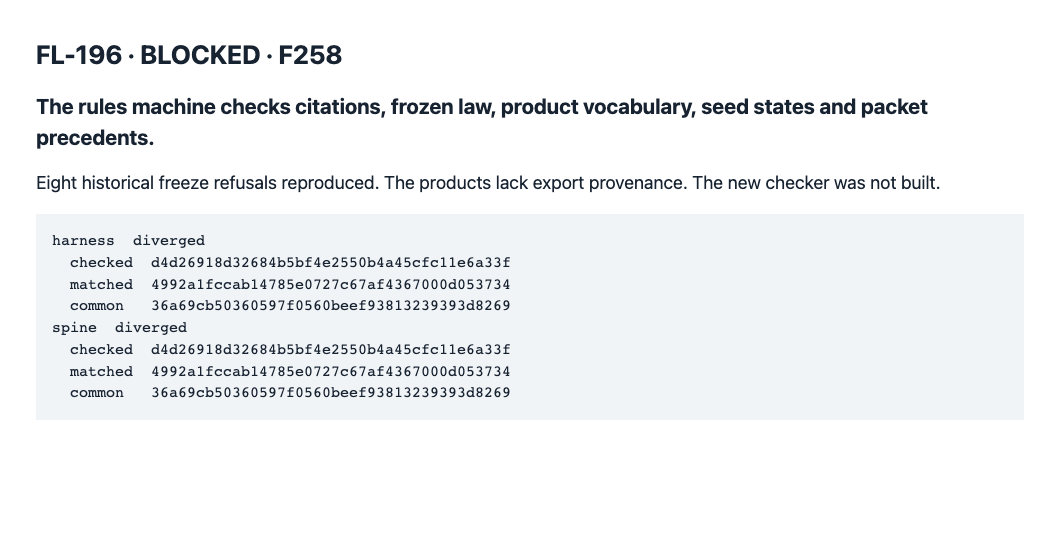 FL-196 · BLOCKED · F258
The rules machine checks citations, frozen law, product vocabulary, seed states and packet
precedents.
Eight historical freeze refusals reproduced. The products lack export provenance. The new checker was not built.
harness  diverged
  checked  d4d26918d32684b5bf4e2550b4a45cfc11e6a33f
  matched  4992a1fccab14785e0727c67af4367000d053734
  common   36a69cb50360597f0560beef93813239393d8269
spine  diverged
  checked  d4d26918d32684b5bf4e2550b4a45cfc11e6a33f
  matched  4992a1fccab14785e0727c67af4367000d053734
  common   36a69cb50360597f0560beef93813239393d8269